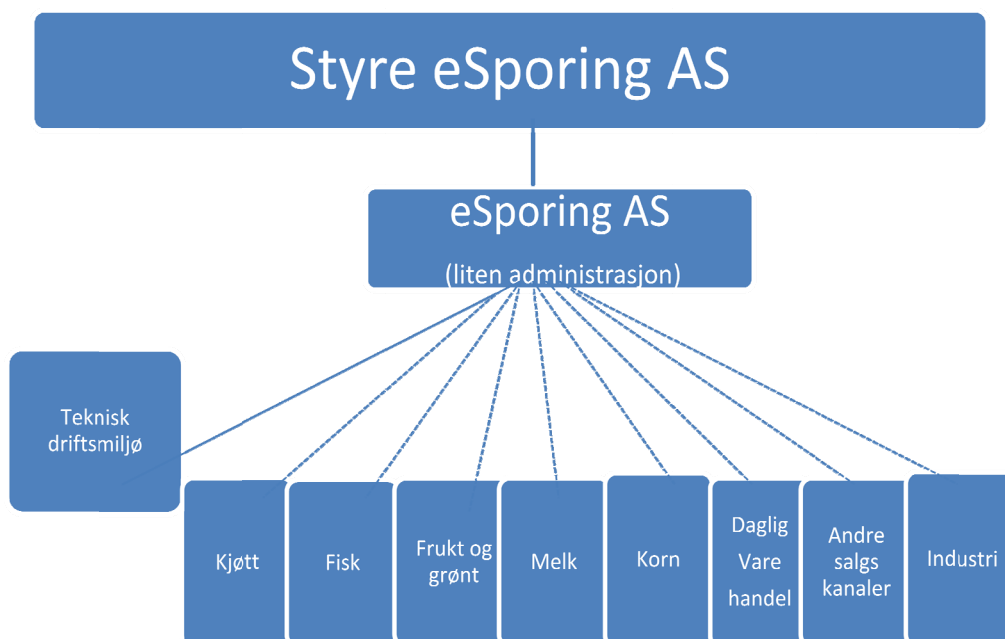 Styre eSporing AS
eSporing AS
(liten administrasjon)
Teknisk
driftsmiljø
Kjøtt
Fisk
Frukt og
grønt
Melk
Korn
Daglig
Vare
handel
Andre
salgs
kanaler
Industri